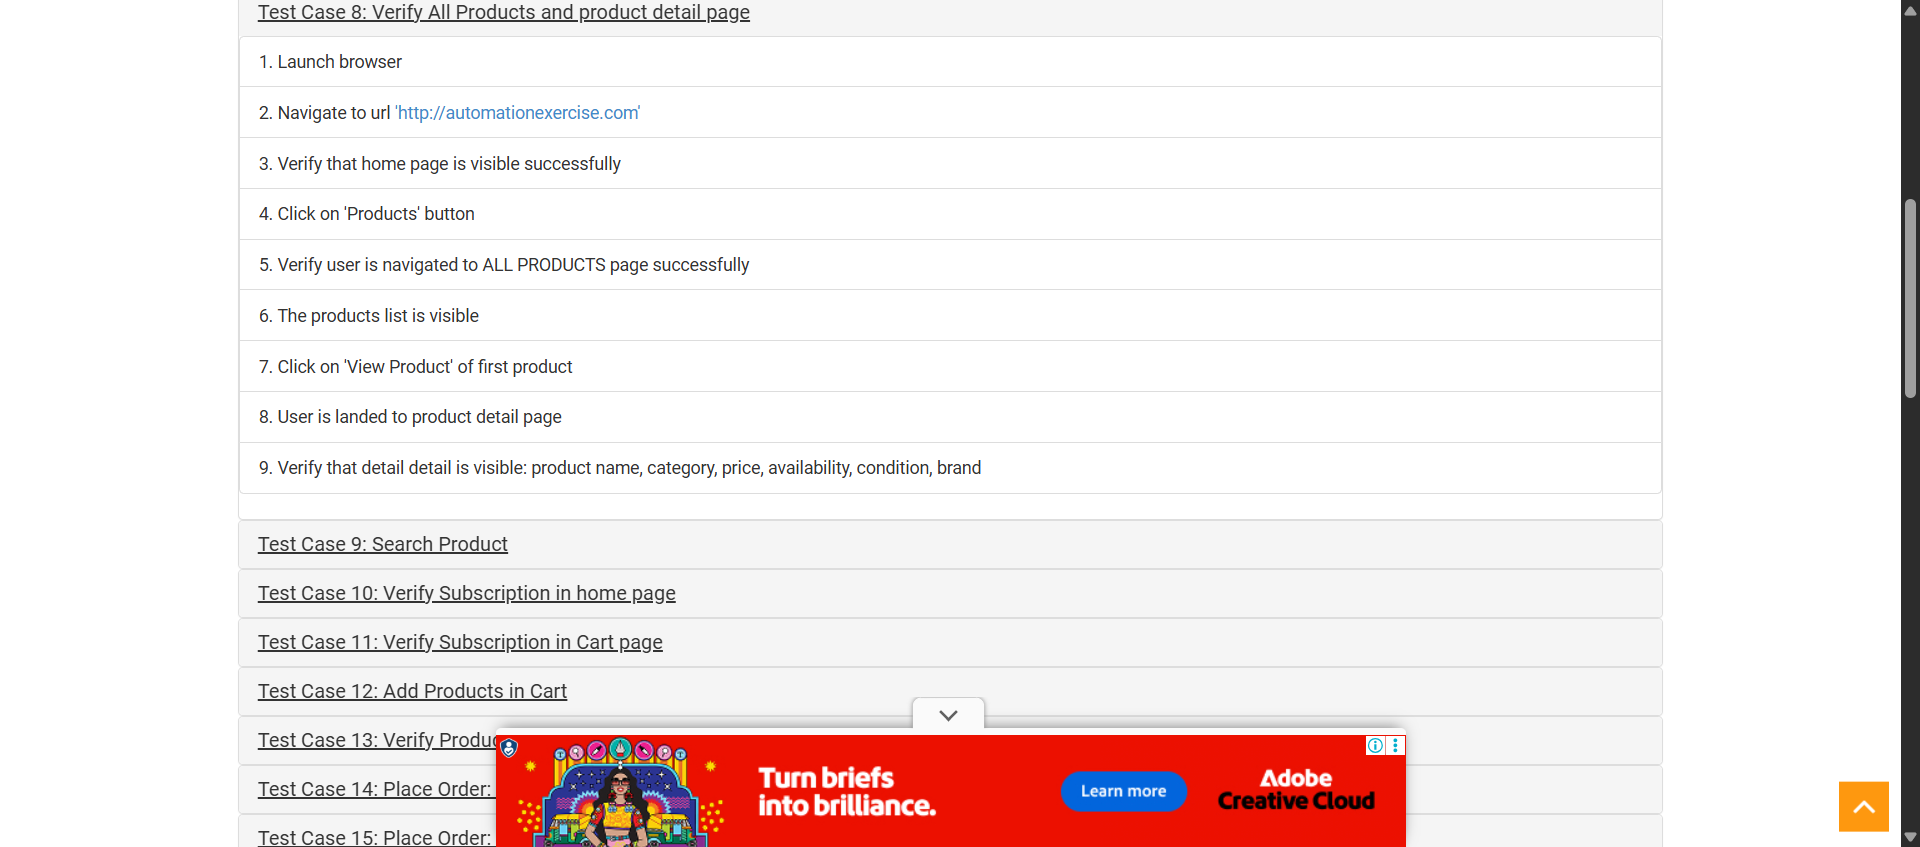 Test Case 8: Verify All Products and product detail page
1. Launch browser
2. Navigate to url 'http://automationexercise.com'
3. Verify that home page is visible successfully
4. Click on 'Products' button
5. Verify user is navigated to ALL PRODUCTS page successfully
6. The products list is visible
7. Click on 'View Product' of first product
8. User is landed to product detail page
9. Verify that detail detail is visible: product name, category, price, availability, condition, brand
Test Case 9: Search Product
Test Case 10: Verify Subscription in home page
Test Case 11: Verify Subscription in Cart page
Test Case 12: Add Products in Cart
Test Case 13: Verify
Test Case 14: Place Order:
Test Case 15: Place Order:
Turn briefs
into brilliance.
Learn more
Adobe
Creative Cloud